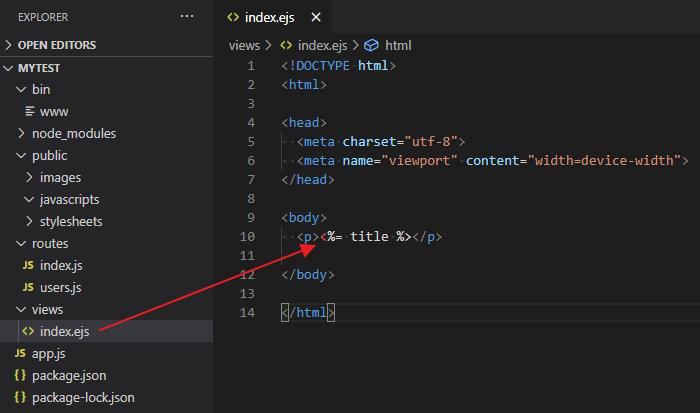 EXPLORER
···
OPEN EDITORS
MYTEST
bin
www
node_modules
public
images
javascripts
stylesheets
routes
JS index.js
JS users.js
views
<> index.ejs
JS app.js
{} package.json
{} package-lock.json
<> index.ejs ×
views > <> index.ejs > html
1 <!DOCTYPE html>
2 <html>
3
4 <head>
5   <meta charset="utf-8">
6   <meta name="viewport" content="width=device-width">
7 </head>
8
9 <body>
10   <p><%= title %></p>
11
12 </body>
13
14 </html>